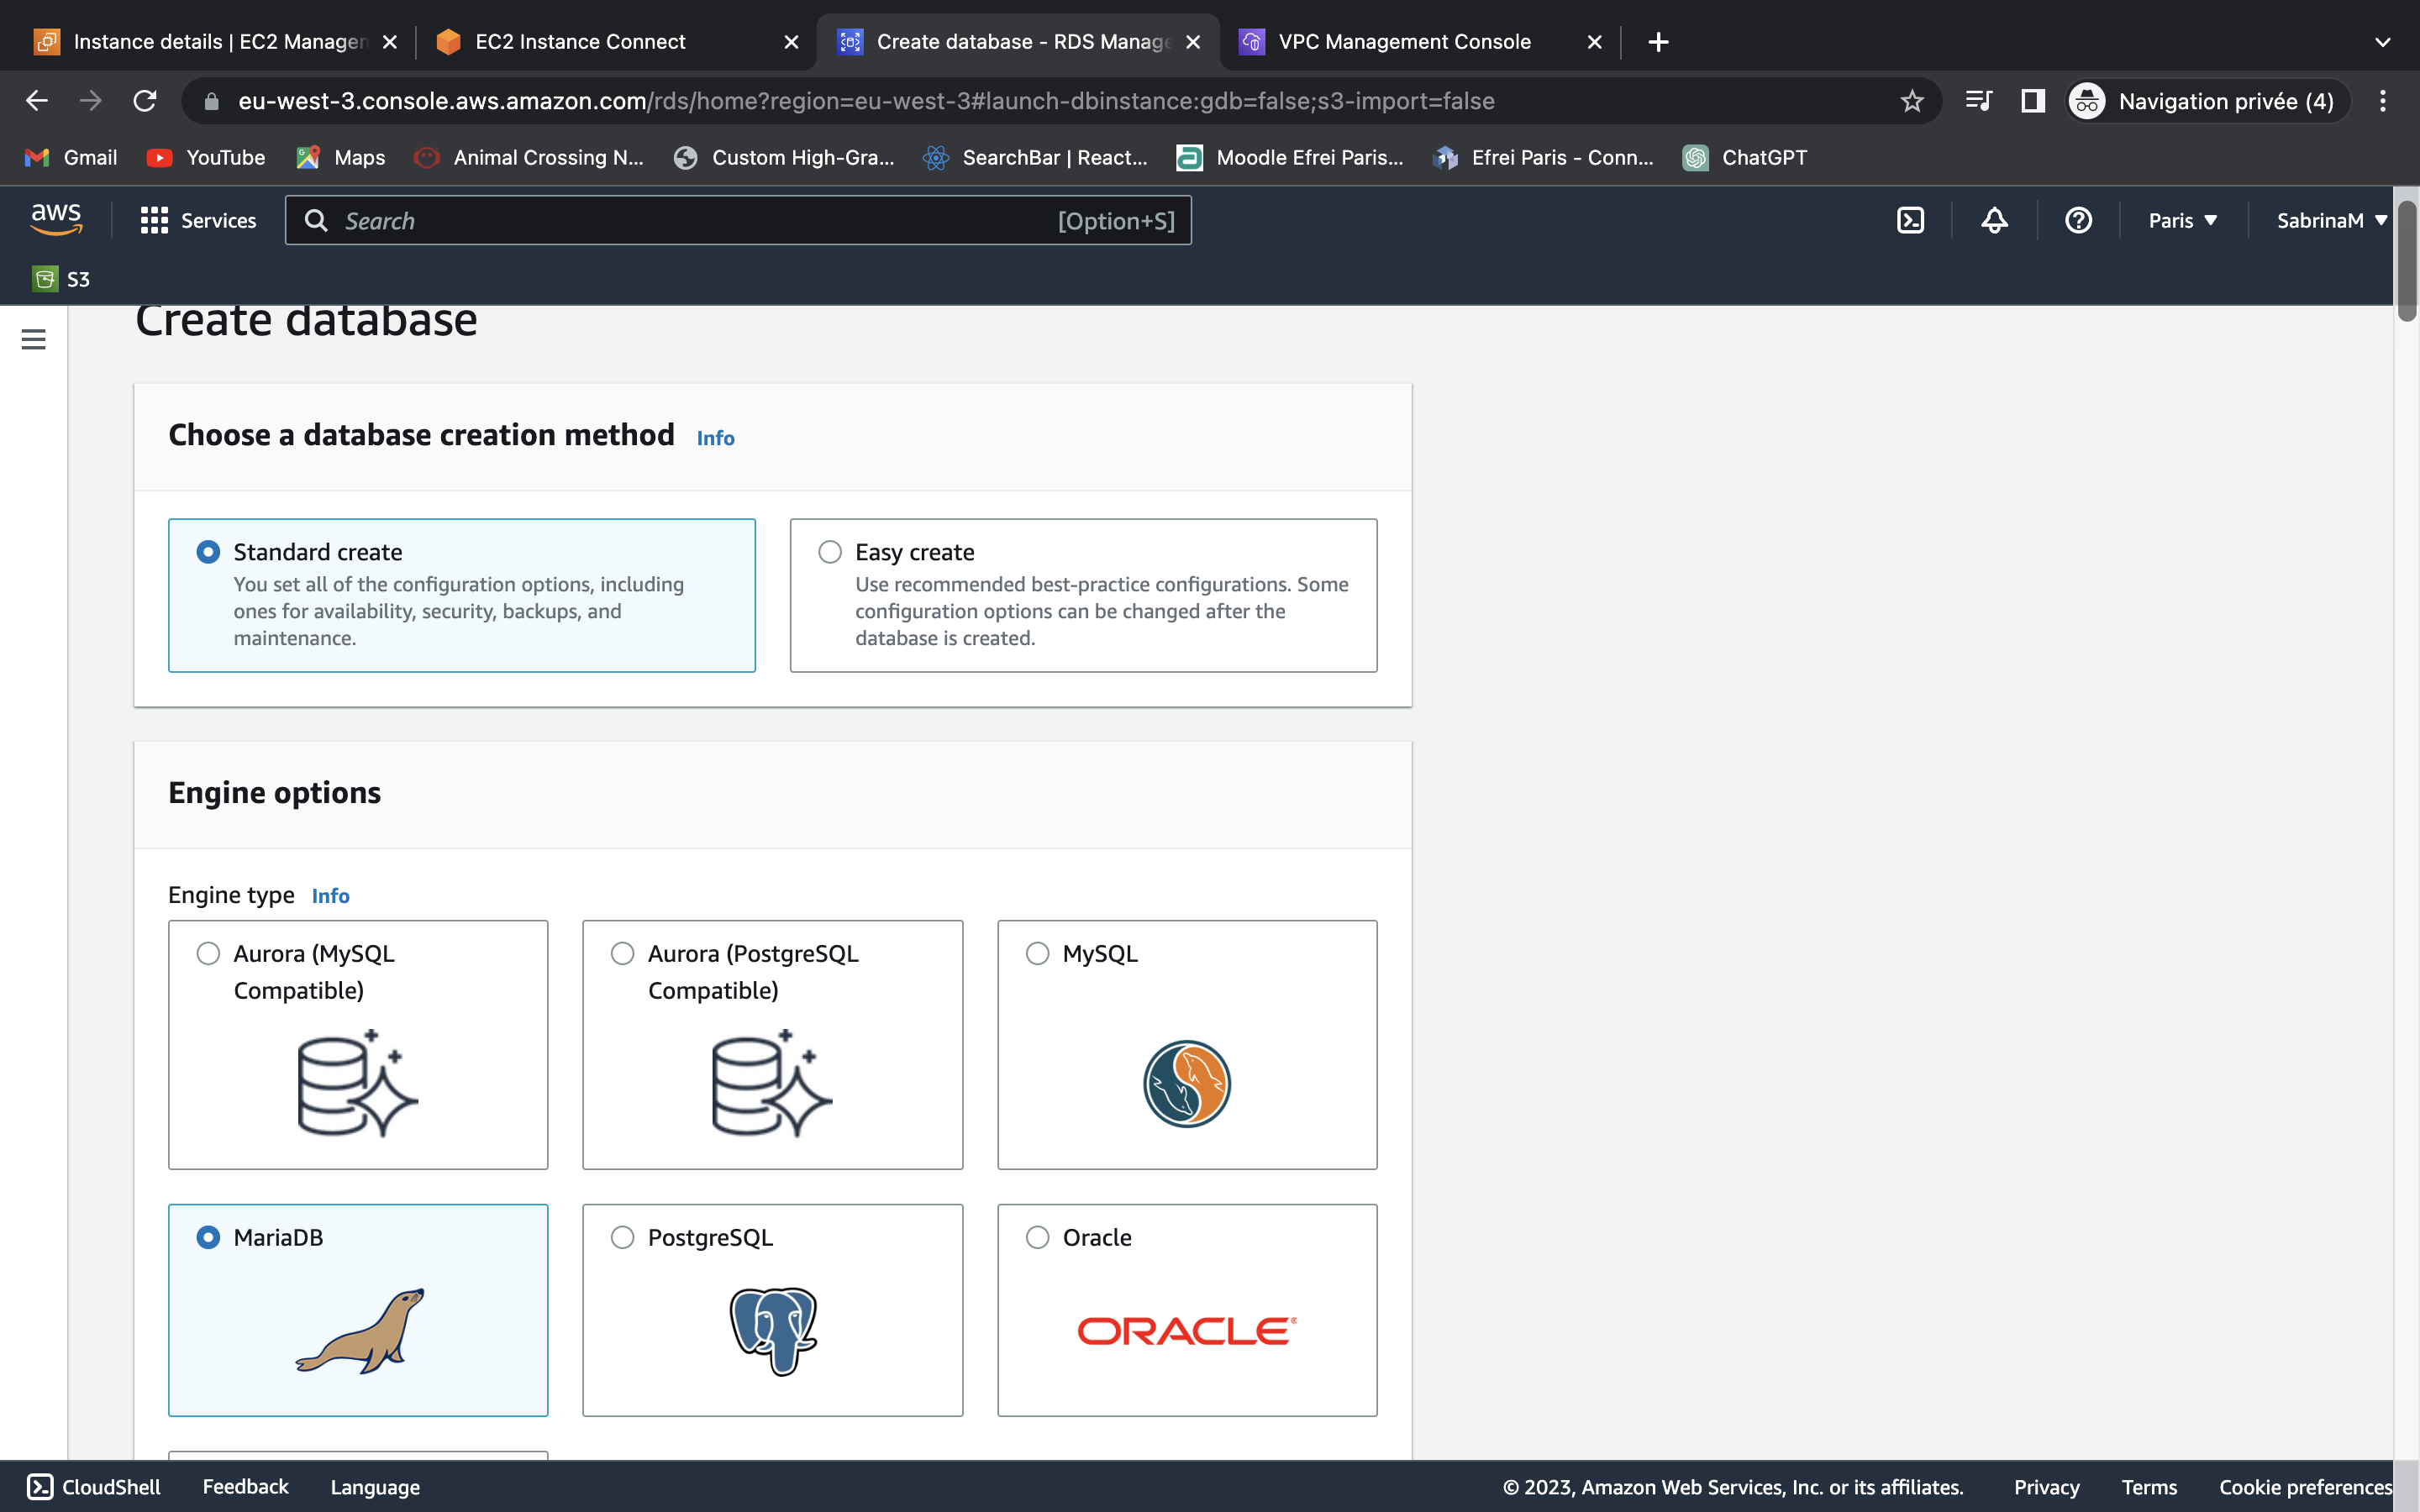 Instance details | EC2 Managem
EC2 Instance Connect
Create database - RDS Manage
VPC Management Console
eu-west-3.console.aws.amazon.com/rds/home?region=eu-west-3#launch-dbinstance:gdb=false;s3-import=false
Navigation privée (4)
Gmail
YouTube
Maps
Animal Crossing N...
Custom High-Gra...
SearchBar | React...
Moodle Efrei Paris...
Efrei Paris - Conn...
ChatGPT
aws
Services
Search
[Option+S]
Paris
SabrinaM
S3
Create database
Choose a database creation method Info
Standard create
You set all of the configuration options, including
ones for availability, security, backups, and
maintenance.
Easy create
Use recommended best-practice configurations. Some
configuration options can be changed after the
database is created.
Engine options
Engine type Info
Aurora (MySQL
Compatible)
Aurora (PostgreSQL
Compatible)
MySQL
MariaDB
PostgreSQL
Oracle
ORACLE
CloudShell
Feedback
Language
© 2023, Amazon Web Services, Inc. or its affiliates.
Privacy
Terms
Cookie preferences